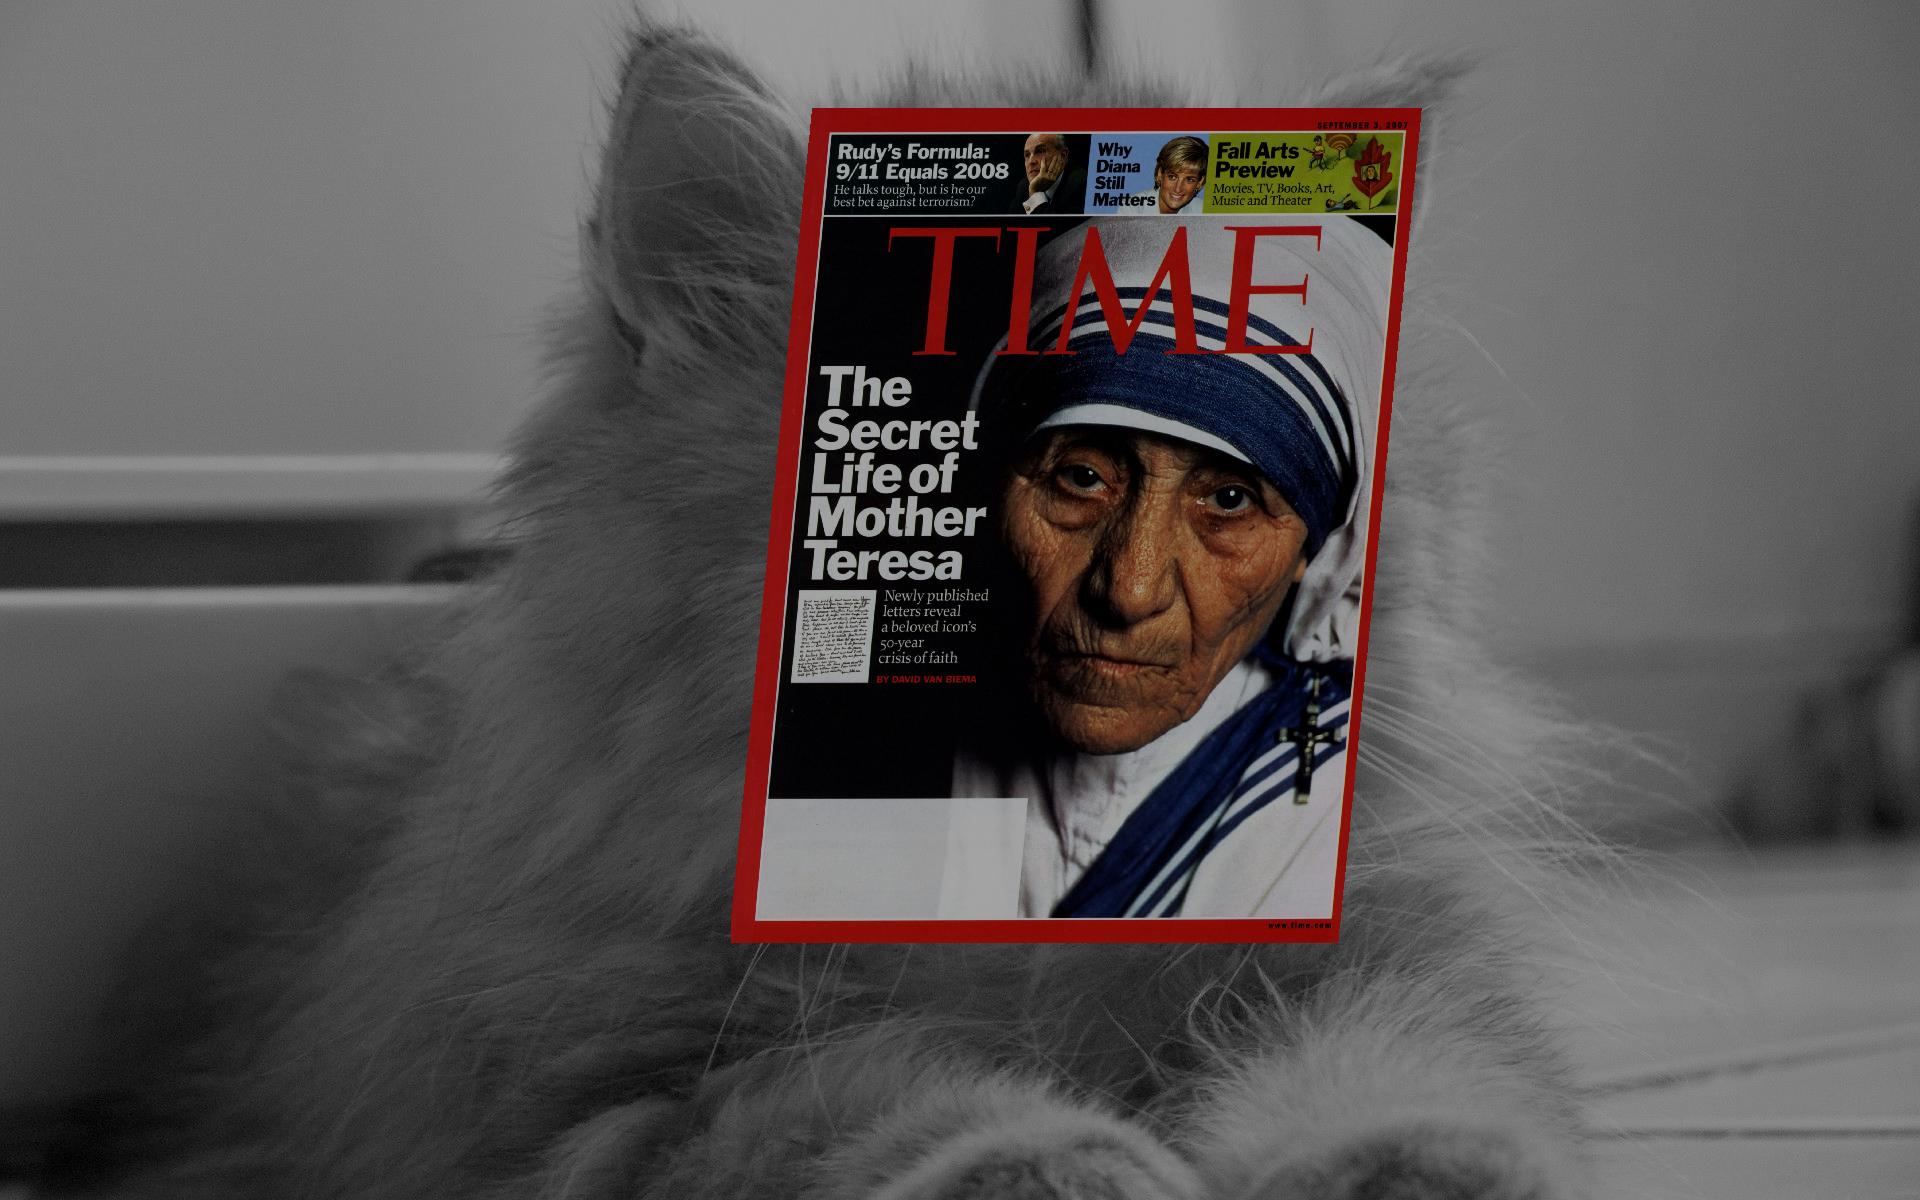 SEPTEMBER 3, 2007
Rudy's Formula:
9/11 Equals 2008
He talks tough, but is he our
best bet against terrorism?
Why
Diana
Still
Matters
Fall Arts
Preview
Movies, TV, Books, Art,
Music and Theater
TIME
The
Secret
Life of
Mother
Teresa
Newly published
letters reveal
a beloved icon's
50-year
crisis of faith
BY DAVID VAN BIEMA
www.time.com